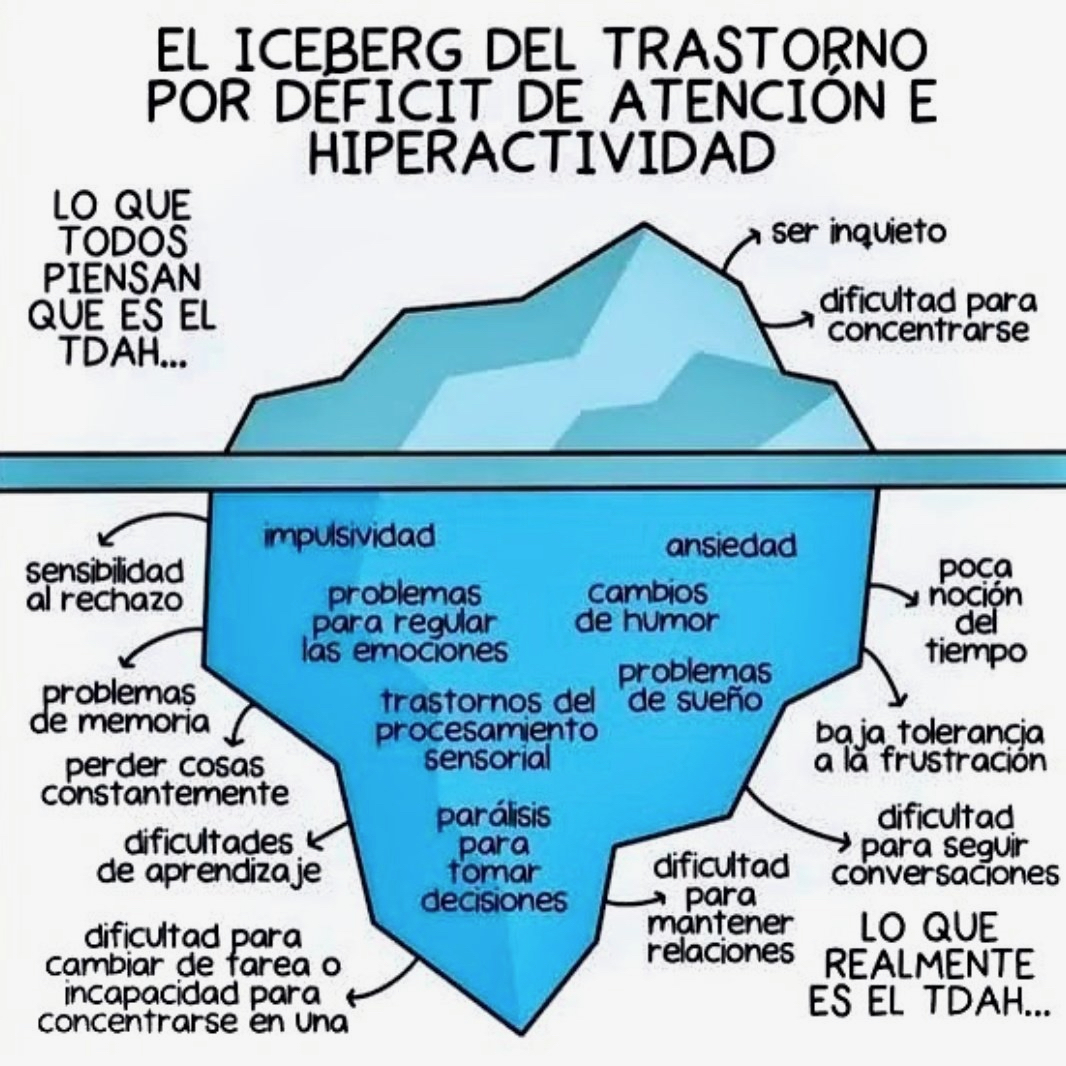 EL ICEBERG DEL TRASTORNO
POR DÉFICIT DE ATENCIÓN E
HIPERACTIVIDAD
LO QUE
TODOS
PIENSAN
QUE ES EL
TDAH...
ser inquieto
dificultad para
concentrarse
impulsividad
ansiedad
sensibilidad
al rechazo
problemas
para regular
las emociones
cambios
de humor
poca
noción
del
tiempo
problemas
de memoria
trastornos del
procesamiento
sensorial
problemas
de sueño
baja tolerancia
a la frustración
perder cosas
constantemente
dificultades
de aprendizaje
parálisis
para
tomar
decisiones
dificultad
para seguir
conversaciones
dificultad
para
mantener
relaciones
dificultad para
cambiar de tarea o
incapacidad para
concentrarse en una
LO QUE
REALMENTE
ES EL TDAH...